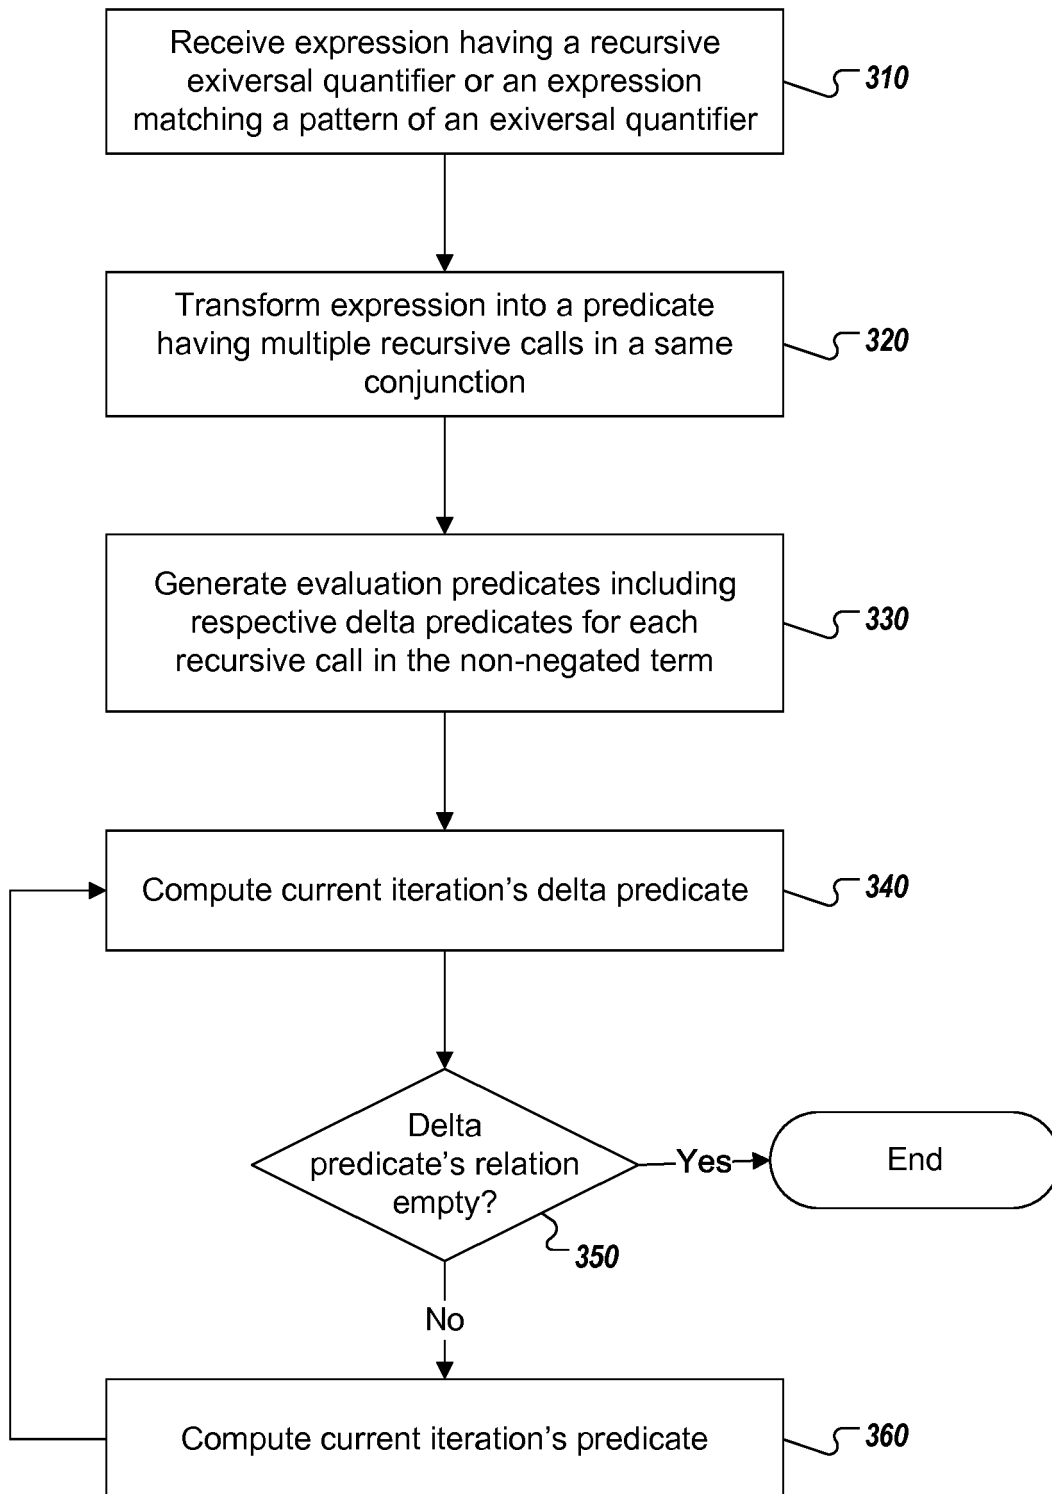 Receive expression having a recursive
exiversal quantifier or an expression
matching a pattern of an exiversal quantifier
310
Transform expression into a predicate
having multiple recursive calls in a same
conjunction
320
Generate evaluation predicates including
respective delta predicates for each
recursive call in the non-negated term
330
Compute current iteration's delta predicate
340
Delta
predicate's relation
empty?
Yes
End
350
No
Compute current iteration's predicate
360